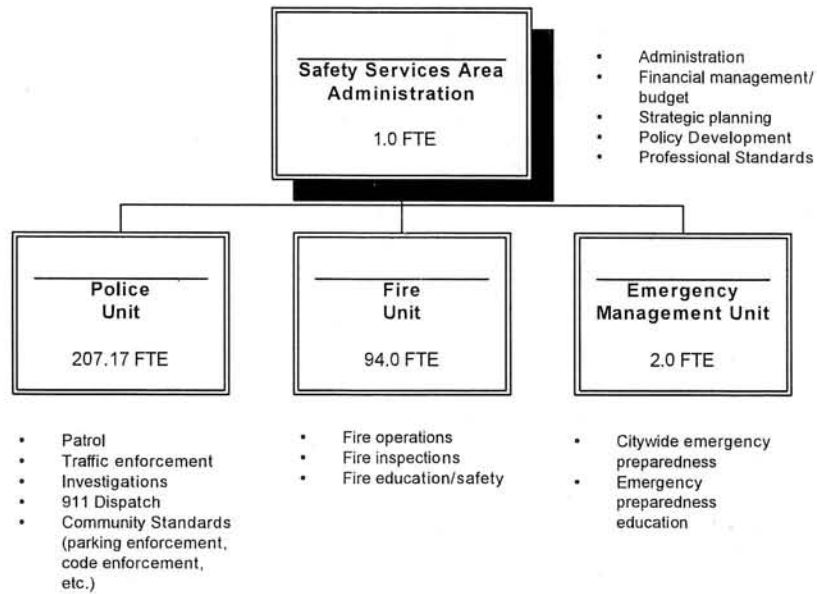 Safety Services Area
Administration
1.0 FTE
• Administration
• Financial management/
budget
• Strategic planning
• Policy Development
• Professional Standards
Police
Unit
207.17 FTE
Fire
Unit
94.0 FTE
Emergency
Management Unit
2.0 FTE
• Patrol
• Traffic enforcement
• Investigations
• 911 Dispatch
• Community Standards
(parking enforcement,
code enforcement,
etc.)
• Fire operations
• Fire inspections
• Fire education/safety
• Citywide emergency
preparedness
• Emergency
preparedness
education